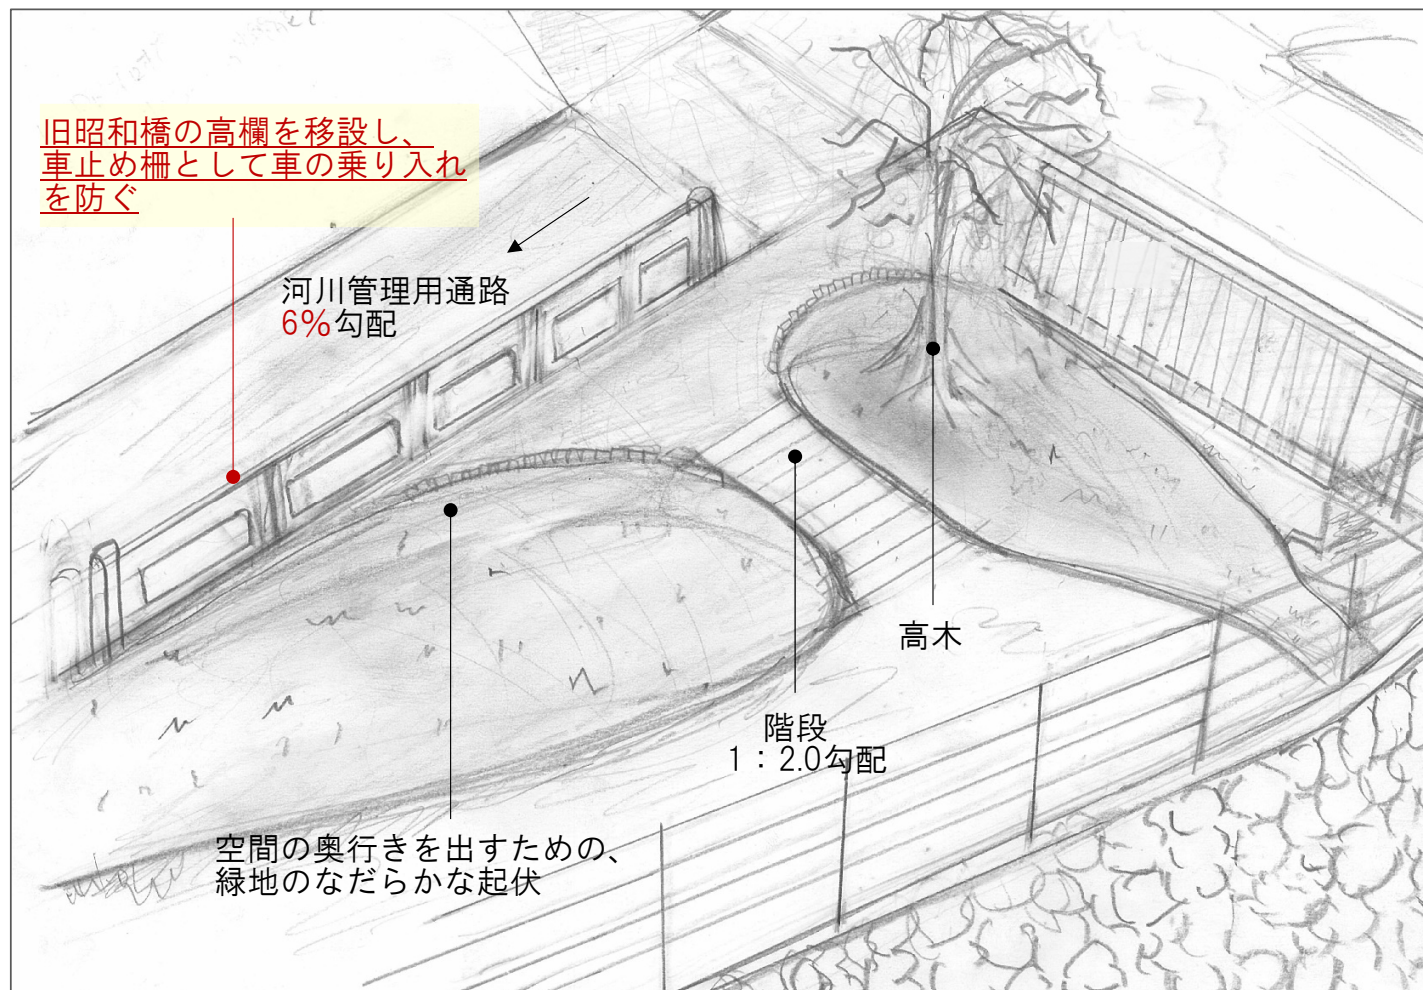 旧昭和橋の高欄を移設し、
車止め柵として車の乗り入れ
を防ぐ
河川管理用通路
6%勾配
高木
階段
1：2.0勾配
空間の奥行きを出すための、
緑地のなだらかな起伏